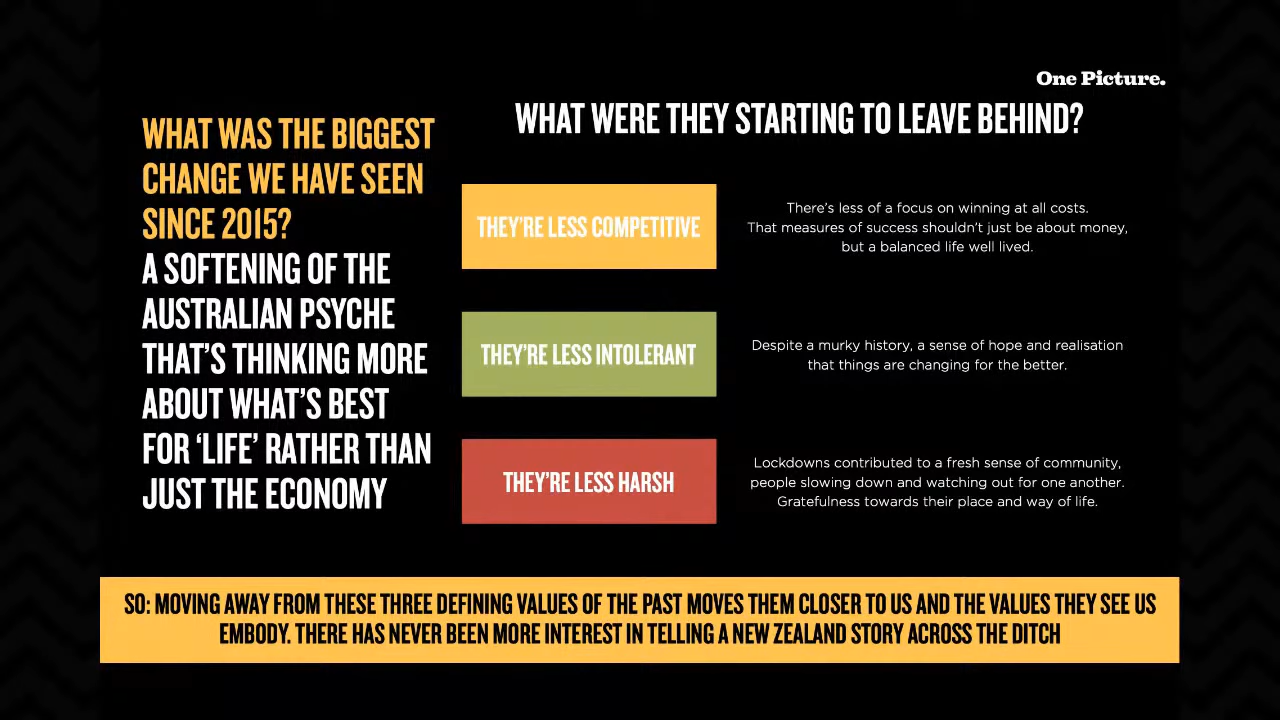 One Picture.
WHAT WAS THE BIGGEST
CHANGE WE HAVE SEEN
SINCE 2015?
A SOFTENING OF THE
AUSTRALIAN PSYCHE
THAT'S THINKING MORE
ABOUT WHAT'S BEST
FOR ‘LIFE’ RATHER THAN
JUST THE ECONOMY
WHAT WERE THEY STARTING TO LEAVE BEHIND?
THEY'RE LESS COMPETITIVE
There's less of a focus on winning at all costs.
That measures of success shouldn't just be about money,
but a balanced life well lived.
THEY'RE LESS INTOLERANT
Despite a murky history, a sense of hope and realisation
that things are changing for the better.
THEY'RE LESS HARSH
Lockdowns contributed to a fresh sense of community,
people slowing down and watching out for one another.
Gratefulness towards their place and way of life.
SO: MOVING AWAY FROM THESE THREE DEFINING VALUES OF THE PAST MOVES THEM CLOSER TO US AND THE VALUES THEY SEE US
EMBODY. THERE HAS NEVER BEEN MORE INTEREST IN TELLING A NEW ZEALAND STORY ACROSS THE DITCH